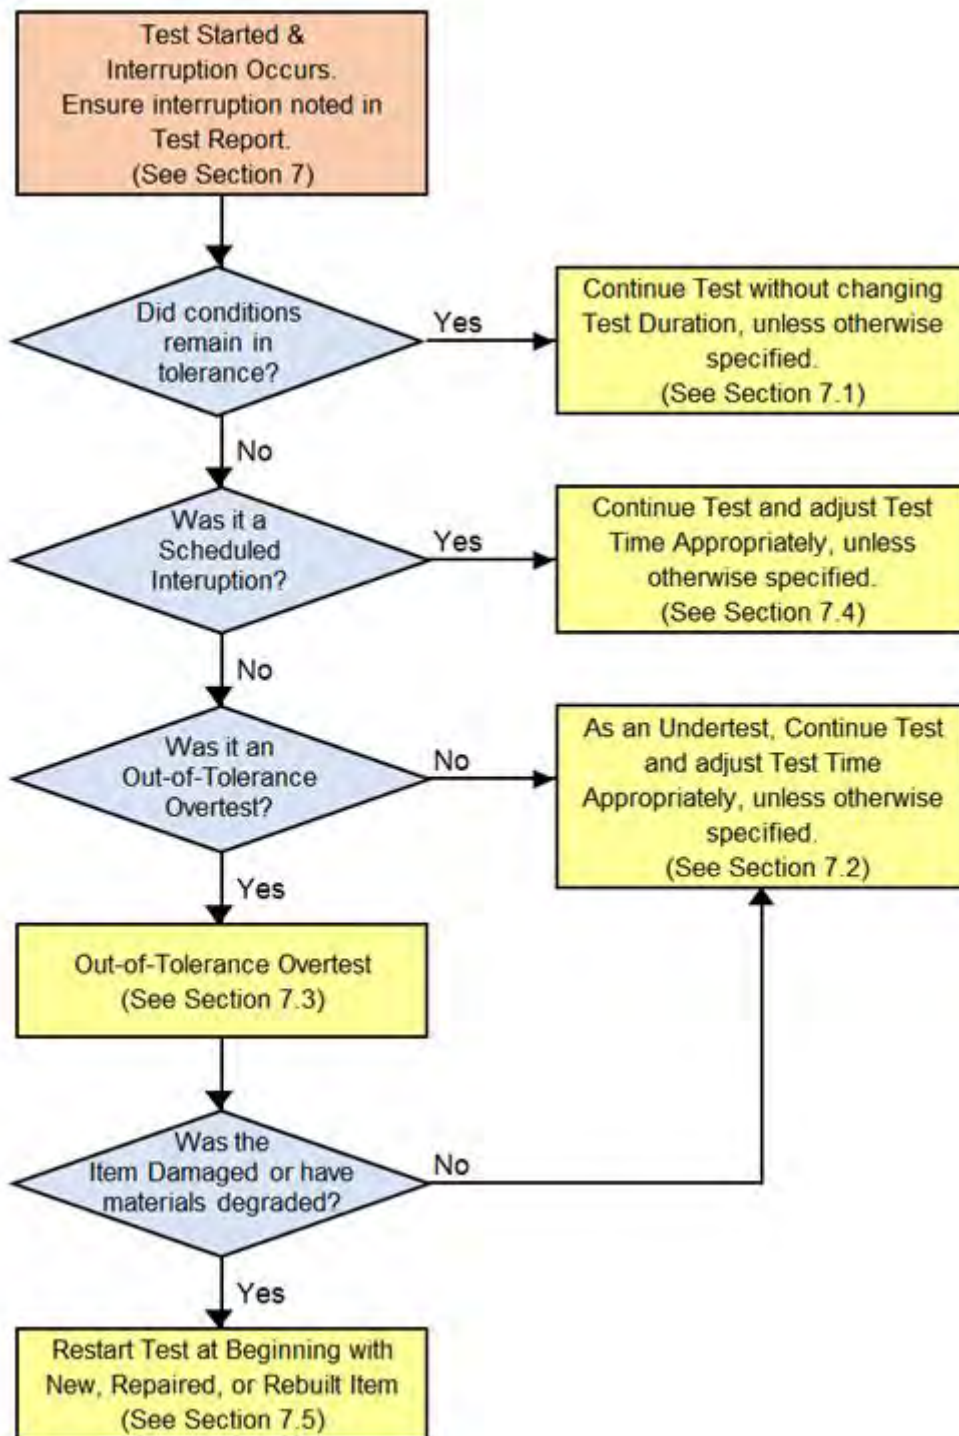 Test Started &
Interruption Occurs.
Ensure interruption noted in
Test Report.
(See Section 7)
Did conditions
remain in
tolerance?
Yes
Continue Test without changing
Test Duration, unless otherwise
specified.
(See Section 7.1)
No
Was it a
Scheduled
Interuption?
Yes
Continue Test and adjust Test
Time Appropriately, unless
otherwise specified.
(See Section 7.4)
No
Was it an
Out-of-Tolerance
Overtest?
No
As an Undertest, Continue Test
and adjust Test Time
Appropriately, unless otherwise
specified.
(See Section 7.2)
Yes
Out-of-Tolerance Overtest
(See Section 7.3)
Was the
Item Damaged or have
materials degraded?
No
Yes
Restart Test at Beginning with
New, Repaired, or Rebuilt Item
(See Section 7.5)